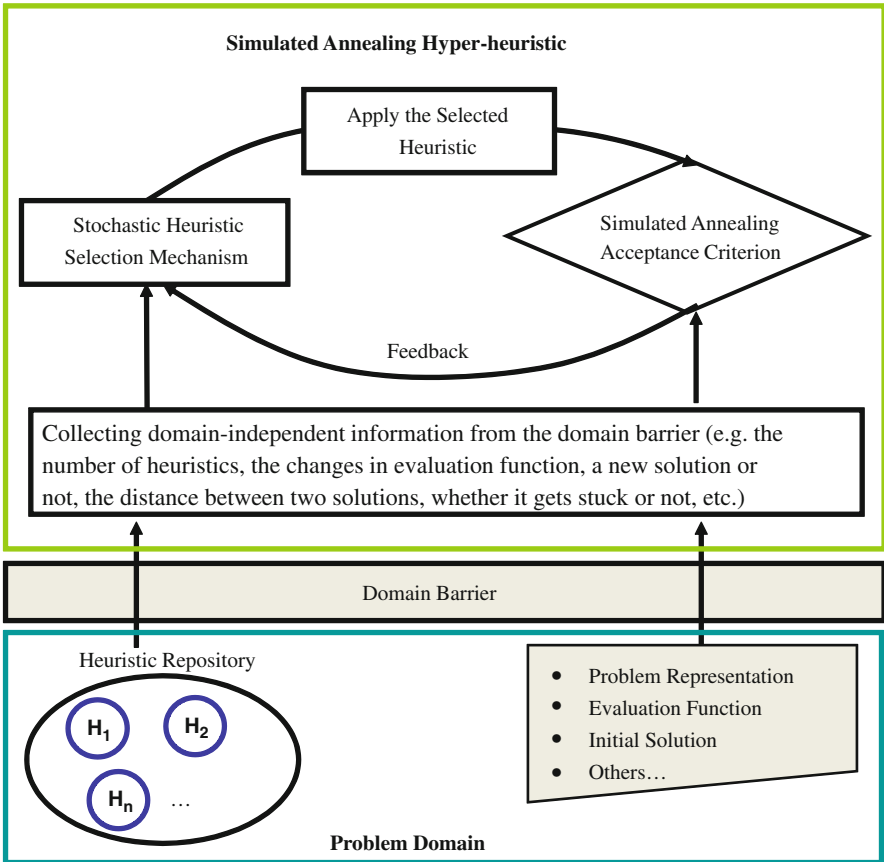 Simulated Annealing Hyper-heuristic
Apply the Selected
Heuristic
Stochastic Heuristic
Selection Mechanism
Simulated Annealing
Acceptance Criterion
Feedback
Collecting domain-independent information from the domain barrier (e.g. the
number of heuristics, the changes in evaluation function, a new solution or
not, the distance between two solutions, whether it gets stuck or not, etc.)
Domain Barrier
Heuristic Repository
H1
H2
Hn
...
• Problem Representation
• Evaluation Function
• Initial Solution
• Others…
Problem Domain